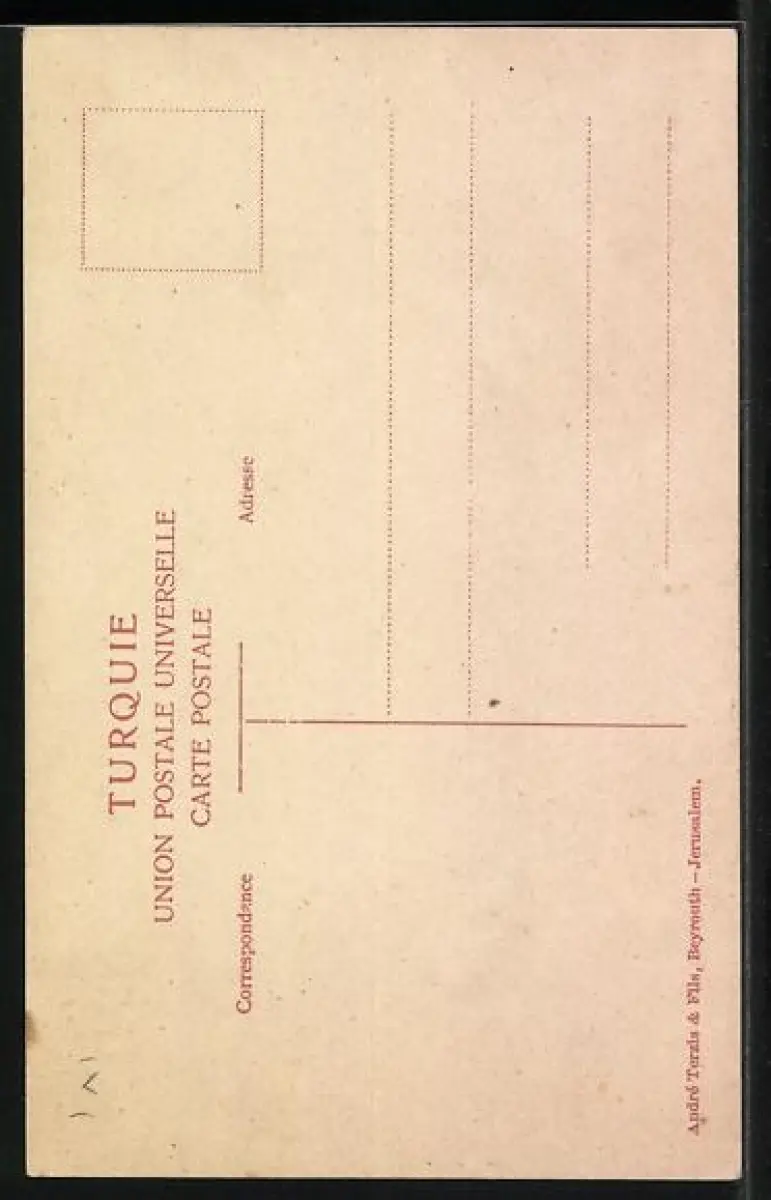 TURQUIE
UNION POSTALE UNIVERSELLE
CARTE POSTALE
Correspondance
Adresse
André Terzis & Fils, Beyrouth – Jerusalem.